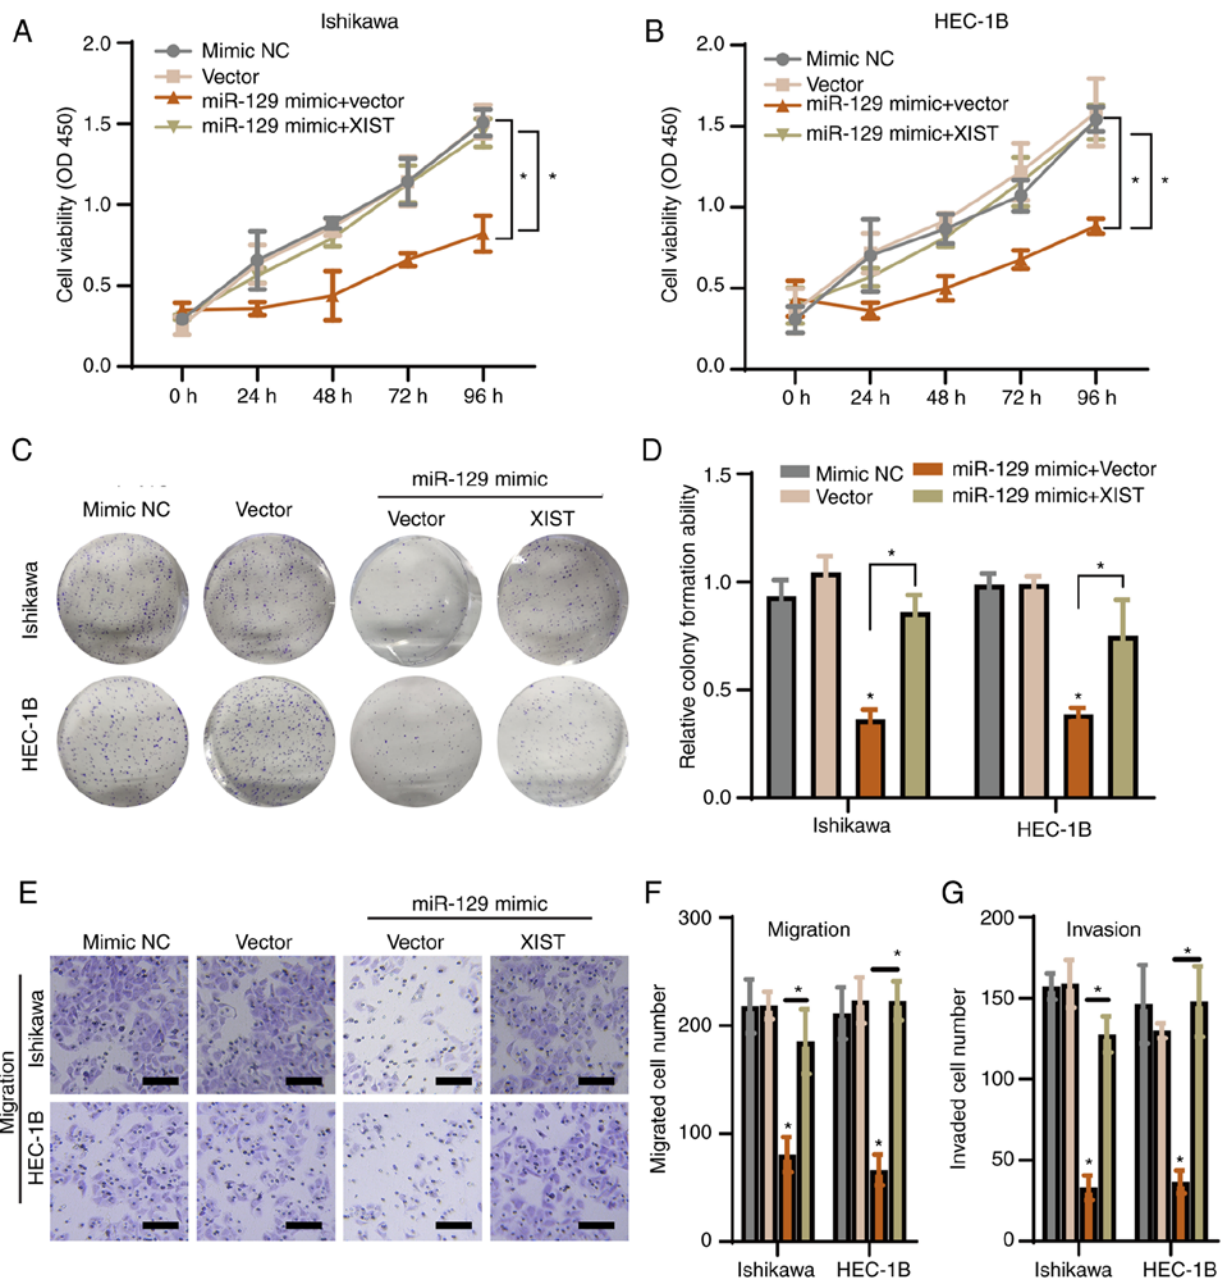 A
Ishikawa
2.0
1.5
1.0
0.5
0.0
Cell viability (OD 450)
Mimic NC
Vector
miR-129 mimic+vector
miR-129 mimic+XIST
*
*
0 h
24 h
48 h
72 h
96 h
B
HEC-1B
2.0
1.5
1.0
0.5
0.0
Cell viability (OD 450)
Mimic NC
Vector
miR-129 mimic+vector
miR-129 mimic+XIST
*
*
0 h
24 h
48 h
72 h
96 h
C
miR-129 mimic
Mimic NC
Vector
Vector
XIST
Ishikawa
HEC-1B
D
1.5
1.0
0.5
0.0
Relative colony formation ability
Mimic NC
Vector
miR-129 mimic+Vector
miR-129 mimic+XIST
*
*
*
*
Ishikawa
HEC-1B
E
miR-129 mimic
Mimic NC
Vector
Vector
XIST
Migration
Ishikawa
HEC-1B
F
300
200
100
0
Migrated cell number
Migration
*
*
*
*
Ishikawa
HEC-1B
G
200
150
100
50
0
Invaded cell number
Invasion
*
*
*
*
Ishikawa
HEC-1B